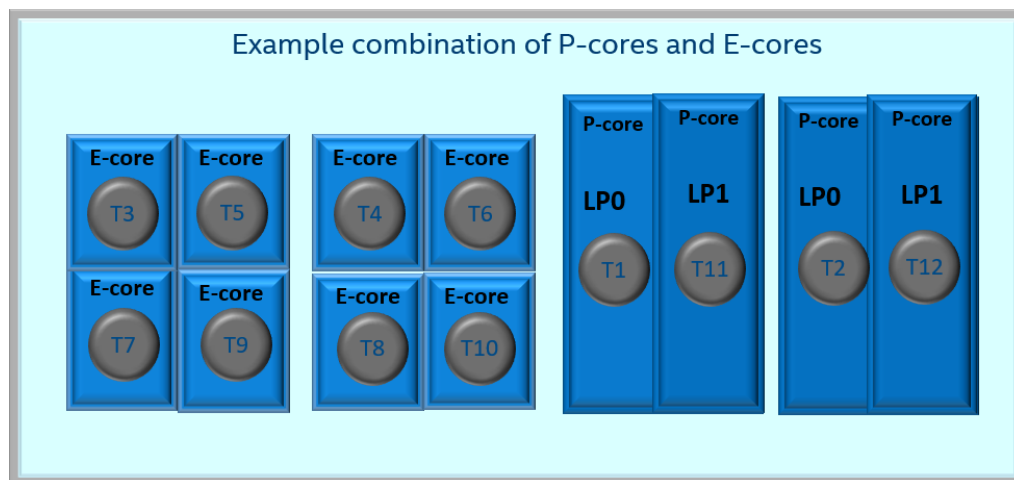 Example combination of P-cores and E-cores
E-core E-core E-core E-core P-core P-core P-core P-core
T3 T5 T4 T6 LP0 LP1 LP0 LP1
E-core E-core E-core E-core T1 T11 T2 T12
T7 T9 T8 T10